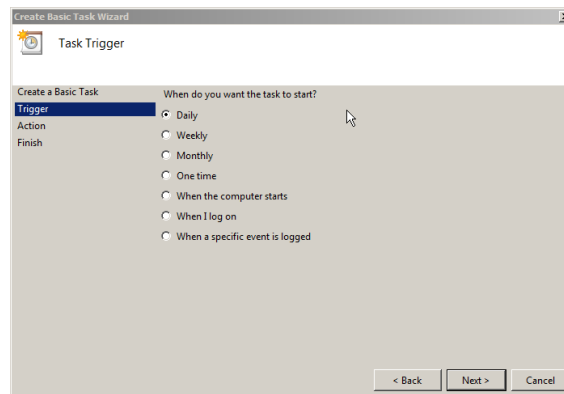 Create Basic Task Wizard
Task Trigger
Create a Basic Task
Trigger
Action
Finish
When do you want the task to start?
Daily
Weekly
Monthly
One time
When the computer starts
When I log on
When a specific event is logged
< Back
Next >
Cancel